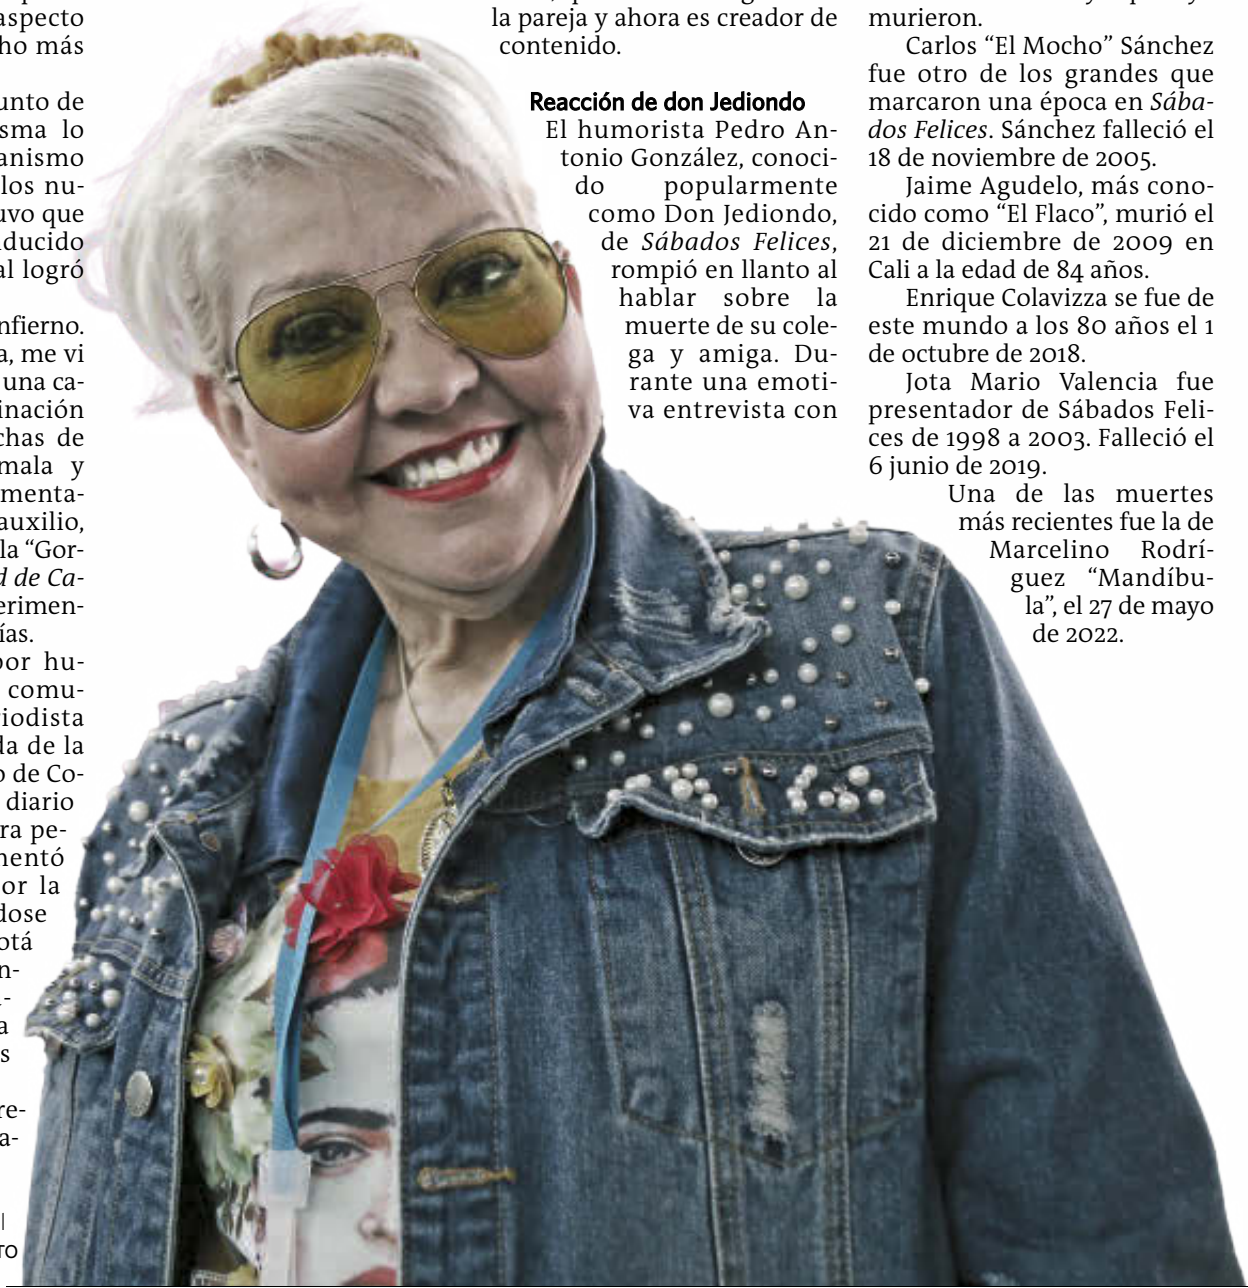 aspecto
ho más
unto de
sma lo
anismo
los nu-
uvo que
ducido
al logró
nfierno.
a, me vi
una ca-
inación
chas de
mala y
menta-
auxilio,
la “Gor-
d de Ca-
erimen-
ías.
por hu-
comu-
riodista
da de la
o de Co-
diario
ra pe-
mentó
or la
dose
otá
n-
a
s
re-
a-
TO
la pareja y ahora es creador de
contenido.
Reacción de don Jediondo
El humorista Pedro An-
tonio González, conoci-
do popularmente
como Don Jediondo,
de Sábados Felices,
rompió en llanto al
hablar sobre la
muerte de su cole-
ga y amiga. Du-
rante una emoti-
va entrevista con
murieron.
Carlos “El Mocho” Sánchez
fue otro de los grandes que
marcaron una época en Sába-
dos Felices. Sánchez falleció el
18 de noviembre de 2005.
Jaime Agudelo, más cono-
cido como “El Flaco”, murió el
21 de diciembre de 2009 en
Cali a la edad de 84 años.
Enrique Colavizza se fue de
este mundo a los 80 años el 1
de octubre de 2018.
Jota Mario Valencia fue
presentador de Sábados Feli-
ces de 1998 a 2003. Falleció el
6 junio de 2019.
Una de las muertes
más recientes fue la de
Marcelino Rodrí-
guez “Mandíbu-
la”, el 27 de mayo
de 2022.